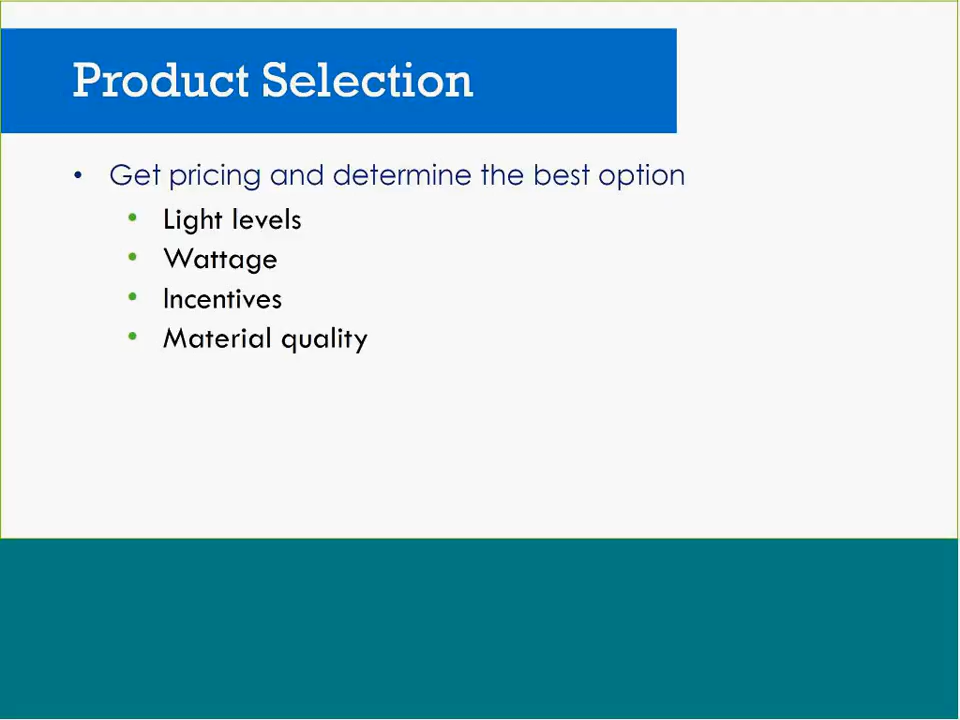 Product Selection
• Get pricing and determine the best option
• Light levels
• Wattage
• Incentives
• Material quality